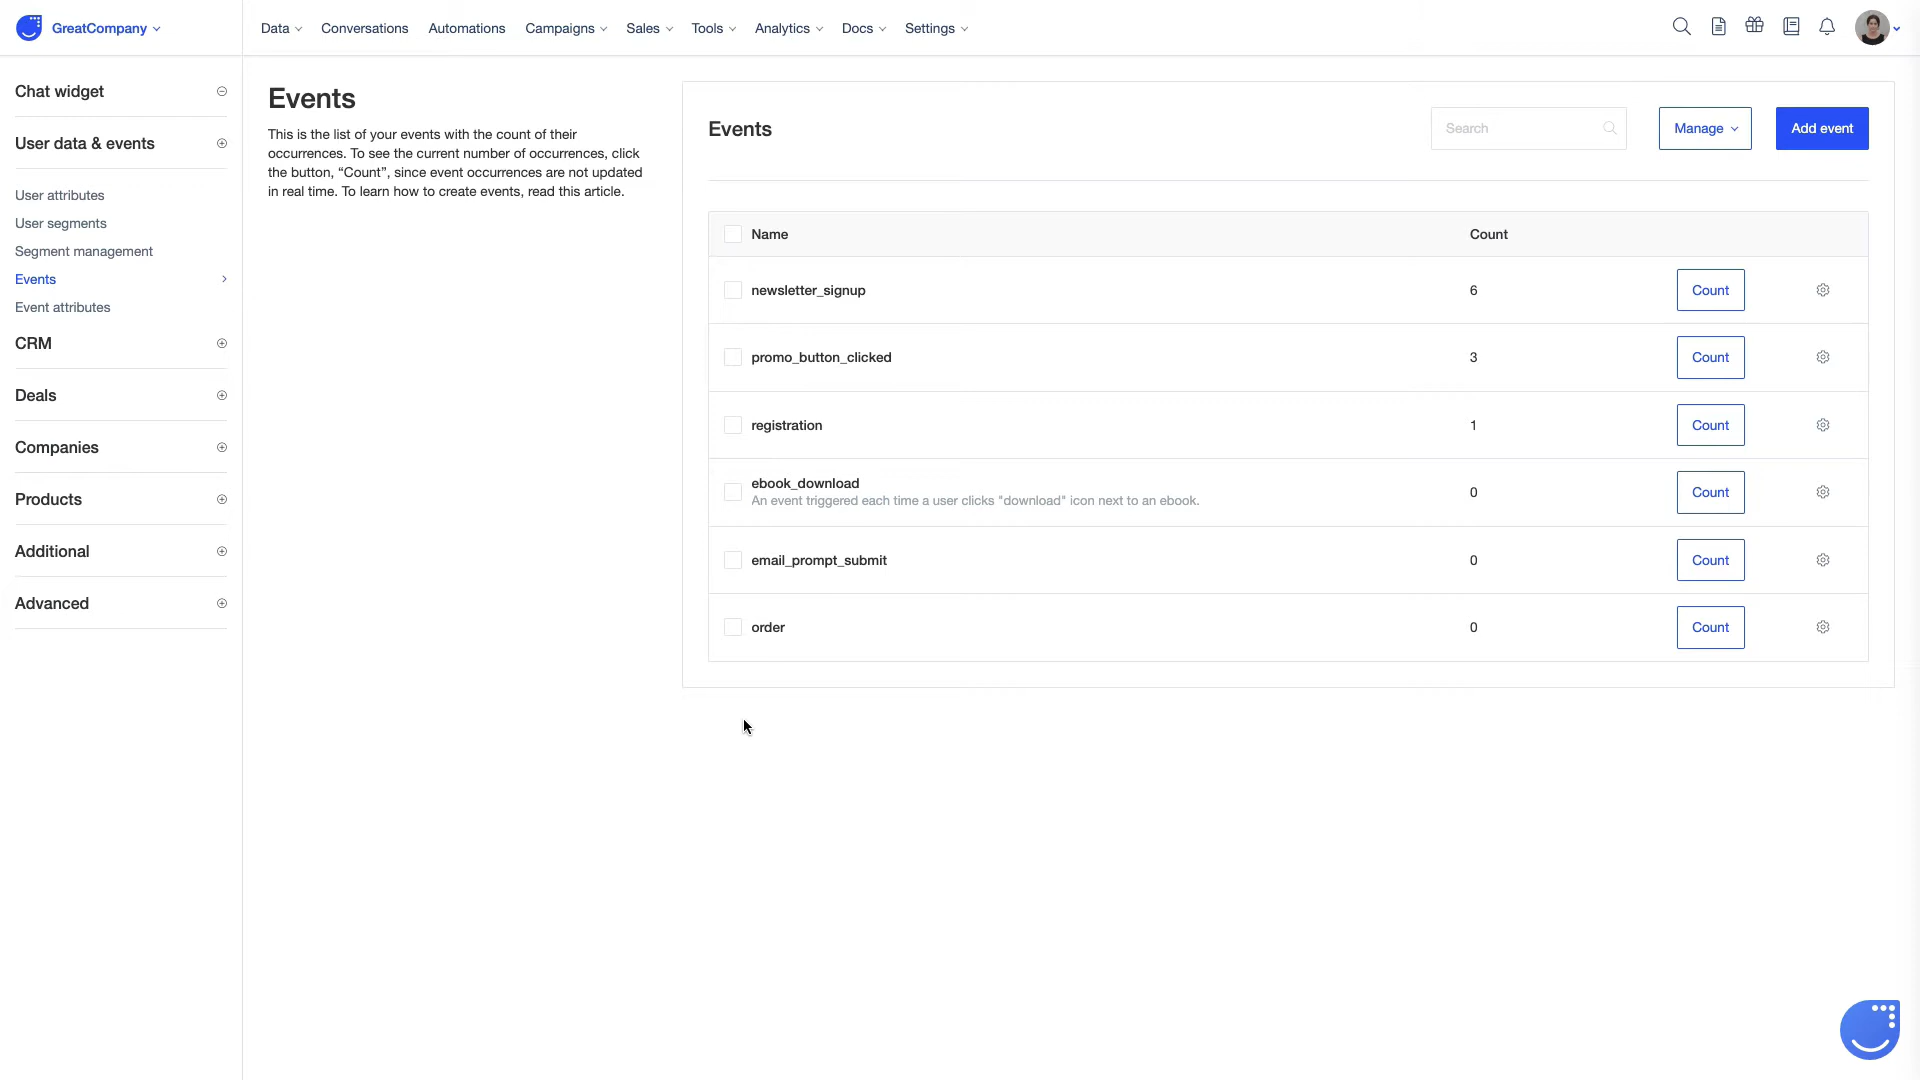 GreatCompany
Data
Conversations
Automations
Campaigns
Sales
Tools
Analytics
Docs
Settings
Chat widget
User data & events
User attributes
User segments
Segment management
Events
Event attributes
CRM
Deals
Companies
Products
Additional
Advanced
Events
This is the list of your events with the count of their
occurrences. To see the current number of occurrences, click
the button, “Count”, since event occurrences are not updated
in real time. To learn how to create events, read this article.
Events
Search
Manage
Add event
Name Count
newsletter_signup 6 Count
promo_button_clicked 3 Count
registration 1 Count
ebook_download
An event triggered each time a user clicks "download" icon next to an ebook.
0 Count
email_prompt_submit 0 Count
order 0 Count